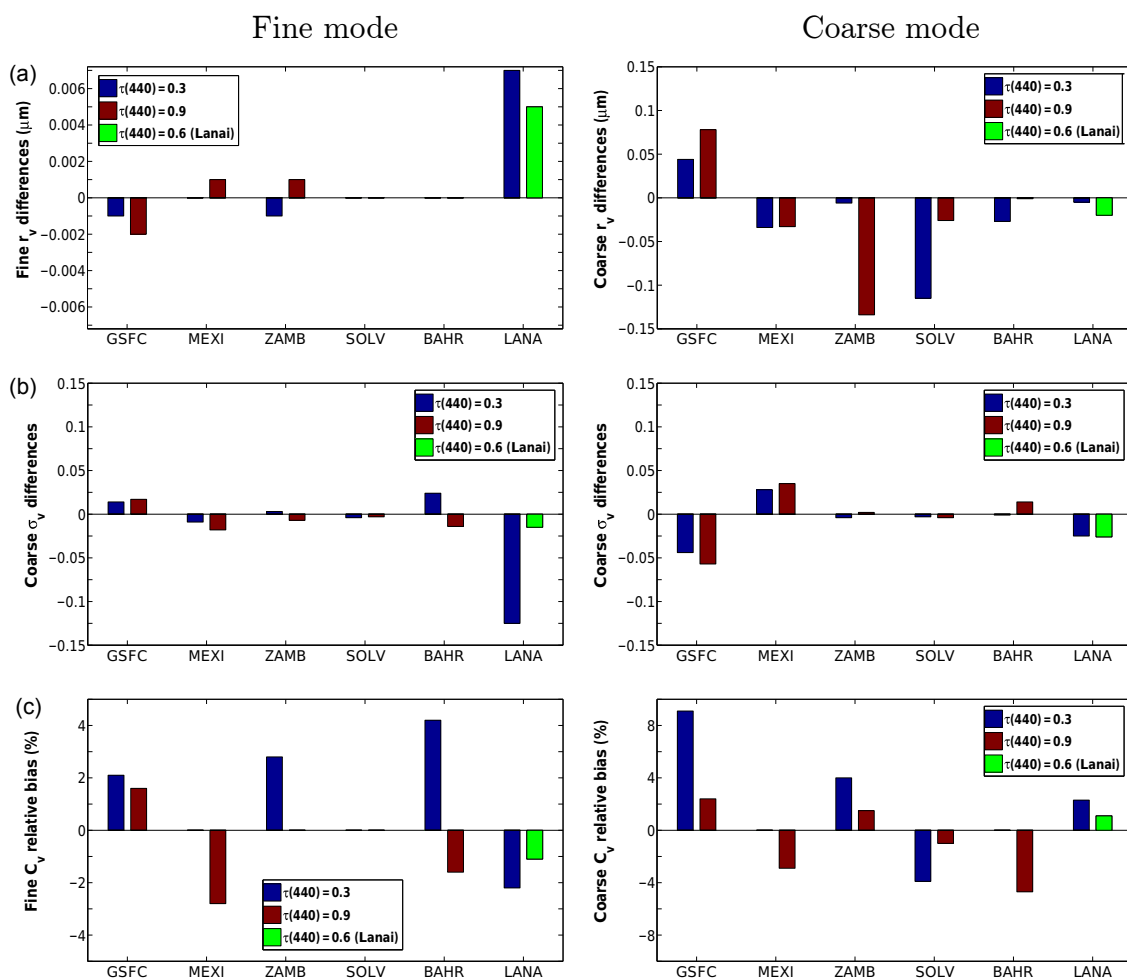 Fine mode
Coarse mode
(a)
Fine r_v differences (μm)
0.006
0.004
0.002
0
−0.002
−0.004
−0.006
τ(440)=0.3
τ(440)=0.9
τ(440)=0.6 (Lanai)
GSFC MEXI ZAMB SOLV BAHR LANA
Coarse r_v differences (μm)
0.15
0.1
0.05
0
−0.05
−0.1
−0.15
τ(440)=0.3
τ(440)=0.9
τ(440)=0.6 (Lanai)
GSFC MEXI ZAMB SOLV BAHR LANA
(b)
Coarse σ_v differences
0.15
0.1
0.05
0
−0.05
−0.1
−0.15
τ(440)=0.3
τ(440)=0.9
τ(440)=0.6 (Lanai)
GSFC MEXI ZAMB SOLV BAHR LANA
Coarse σ_v differences
0.15
0.1
0.05
0
−0.05
−0.1
−0.15
τ(440)=0.3
τ(440)=0.9
τ(440)=0.6 (Lanai)
GSFC MEXI ZAMB SOLV BAHR LANA
(c)
Fine C_v relative bias (%)
4
2
0
−2
−4
τ(440)=0.3
τ(440)=0.9
τ(440)=0.6 (Lanai)
GSFC MEXI ZAMB SOLV BAHR LANA
Coarse C_v relative bias (%)
8
4
0
−4
−8
τ(440)=0.3
τ(440)=0.9
τ(440)=0.6 (Lanai)
GSFC MEXI ZAMB SOLV BAHR LANA